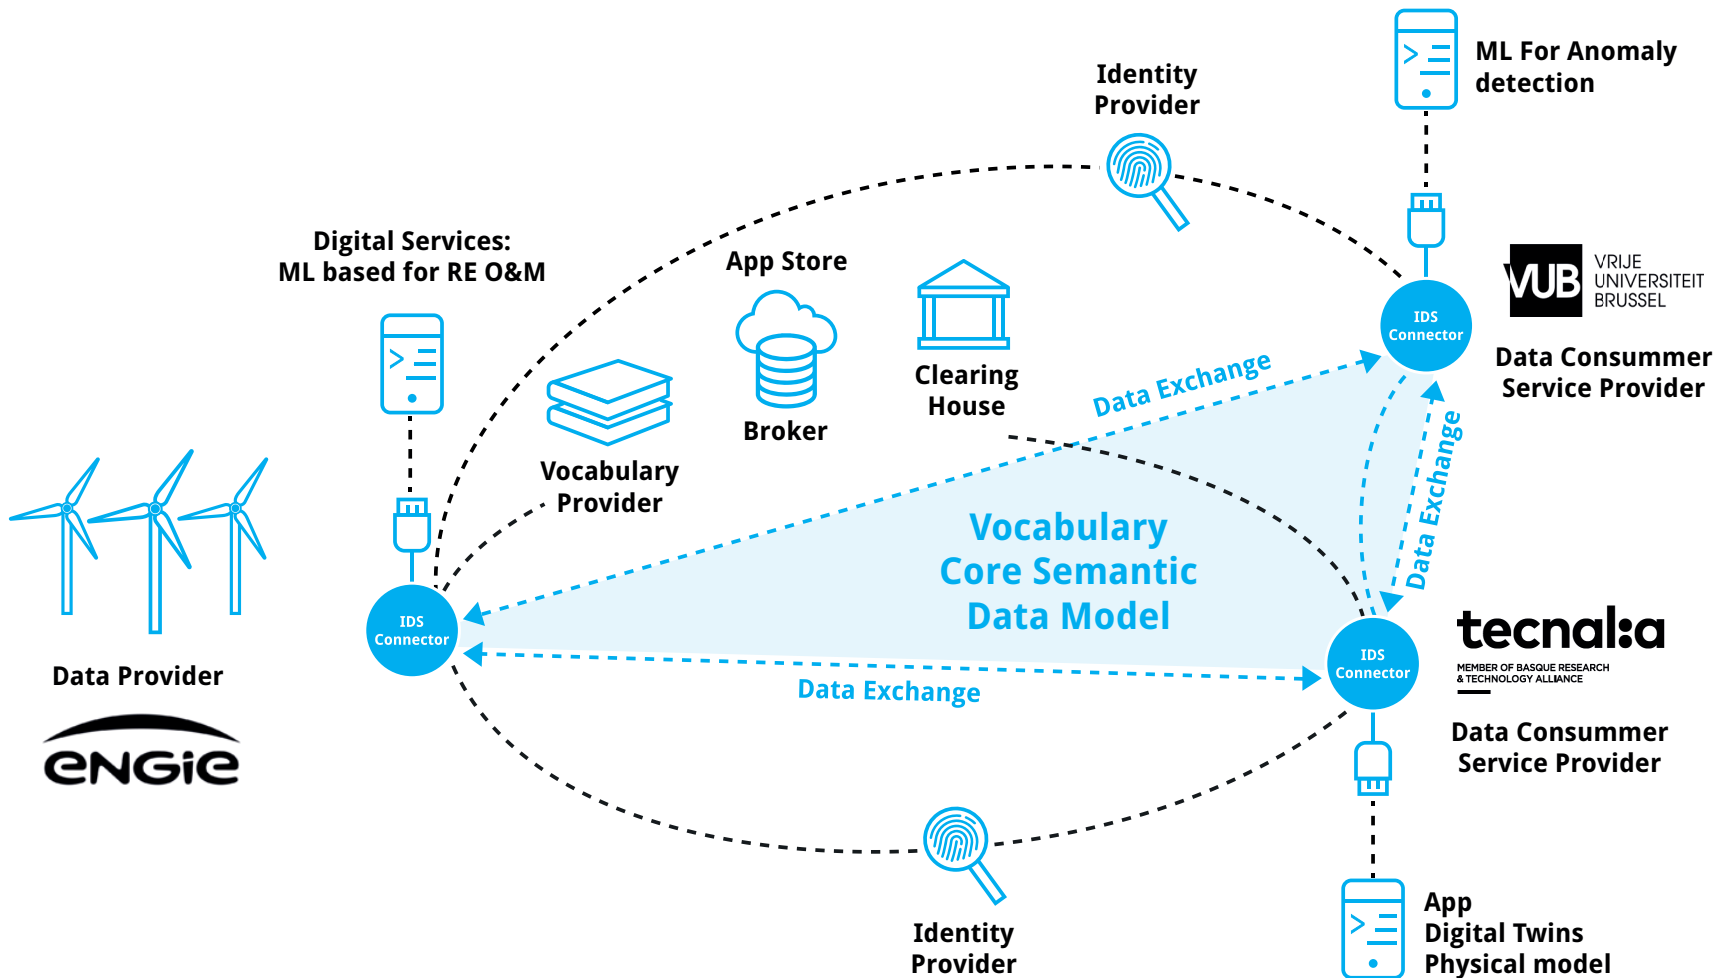 ML For Anomaly
detection
Identity
Provider
Digital Services:
ML based for RE O&M
App Store
Broker
Clearing
House
Vocabulary
Provider
VUB
VRIJE
UNIVERSITEIT
BRUSSEL
IDS
Connector
Data Consummer
Service Provider
Data Exchange
Data Exchange
Vocabulary
Core Semantic
Data Model
IDS
Connector
Data Exchange
Data Provider
ENGiE
IDS
Connector
tecnal:a
MEMBER OF BASQUE RESEARCH
& TECHNOLOGY ALLIANCE
Data Consummer
Service Provider
Identity
Provider
App
Digital Twins
Physical model